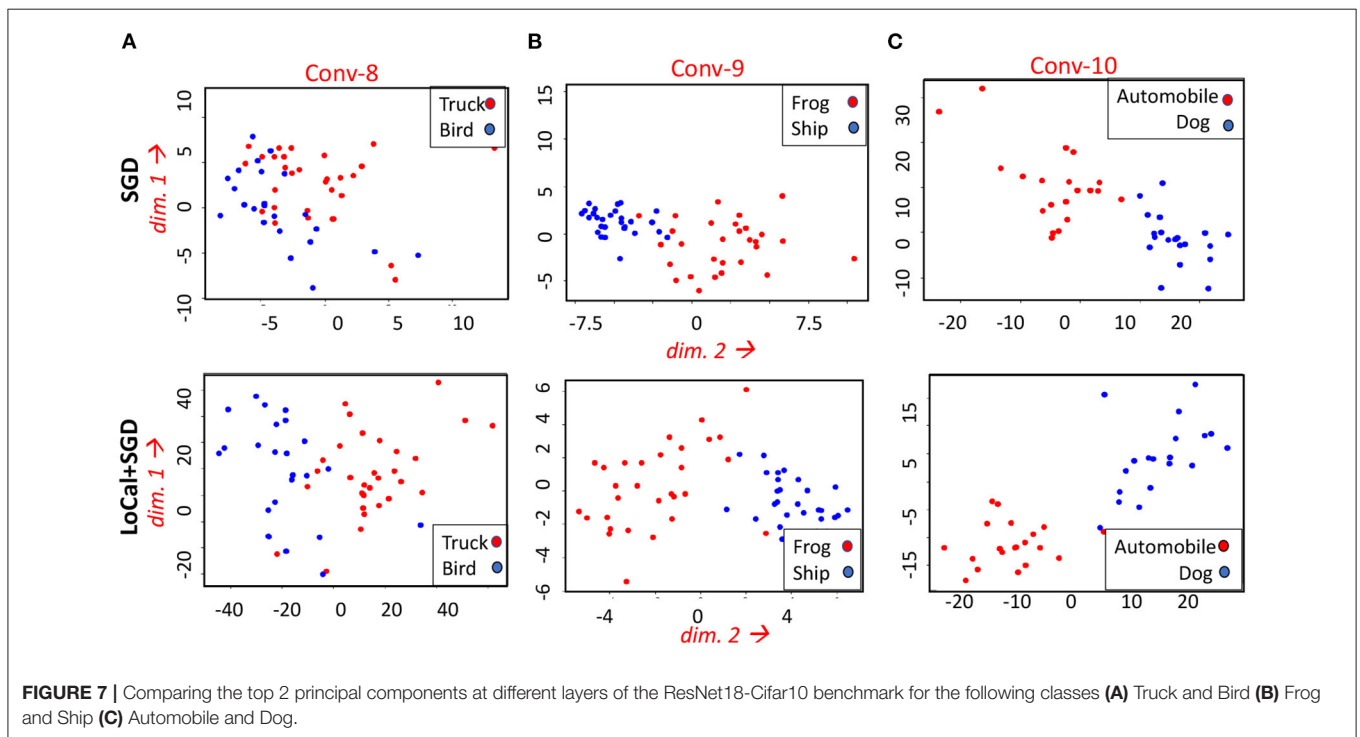 A
B
C
Conv-8
Conv-9
Conv-10
SGD
dim. 1 →
10
5
0
-5
-10
Truck
Bird
-5
0
5
10
15
10
5
0
-5
Frog
Ship
-7.5
0
7.5
dim. 2 →
30
20
10
0
-10
Automobile
Dog
-20
-10
0
10
20
LoCal+SGD
dim. 1 →
40
20
0
-20
Truck
Bird
-40
-20
0
20
40
6
4
2
0
-2
-4
-6
Frog
Ship
-4
0
4
dim. 2 →
15
5
-5
-15
Automobile
Dog
-20
-10
0
10
20
FIGURE 7 | Comparing the top 2 principal components at different layers of the ResNet18-Cifar10 benchmark for the following classes (A) Truck and Bird (B) Frog
and Ship (C) Automobile and Dog.